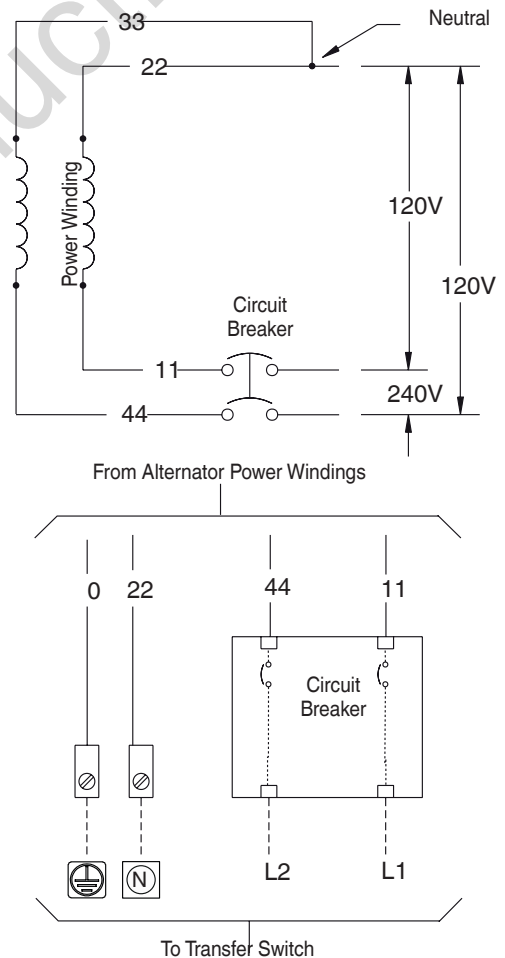 33
Neutral
22
Power Winding
120V
120V
Circuit
Breaker
11
240V
44
From Alternator Power Windings
0
22
44
11
Circuit
Breaker
N
L2
L1
To Transfer Switch